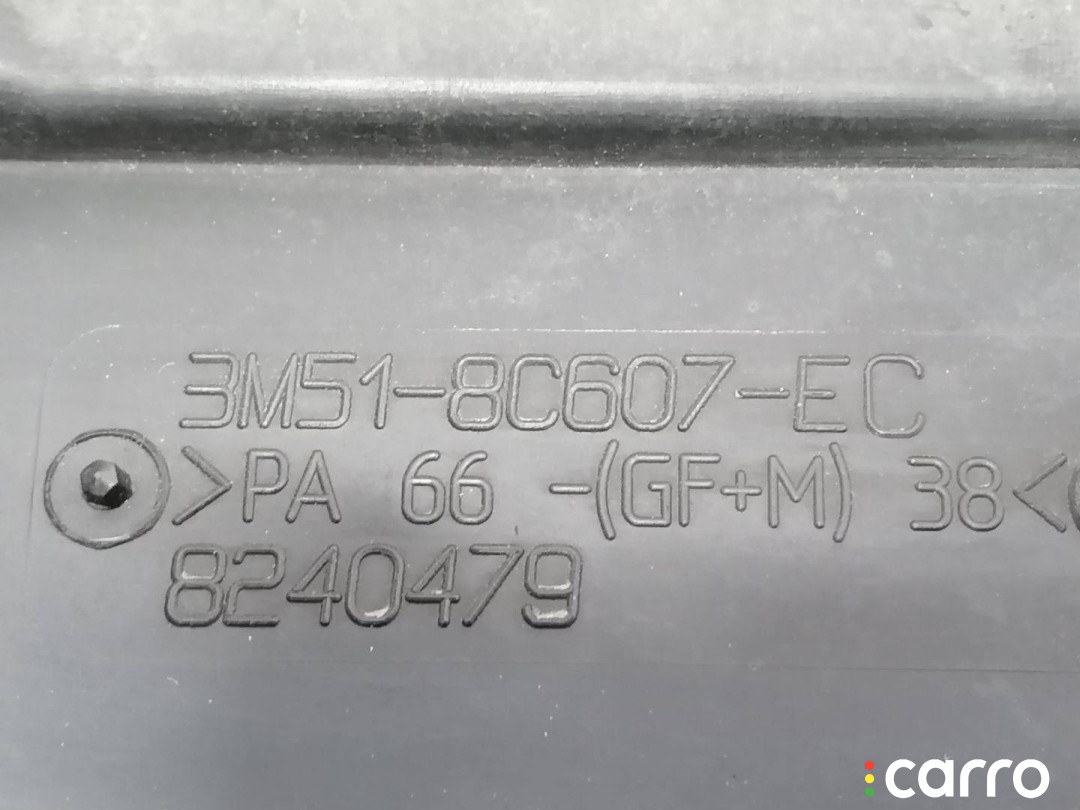 3M51-8C607-EC
>PA 66 -(GF+M) 38<
8240479
carro